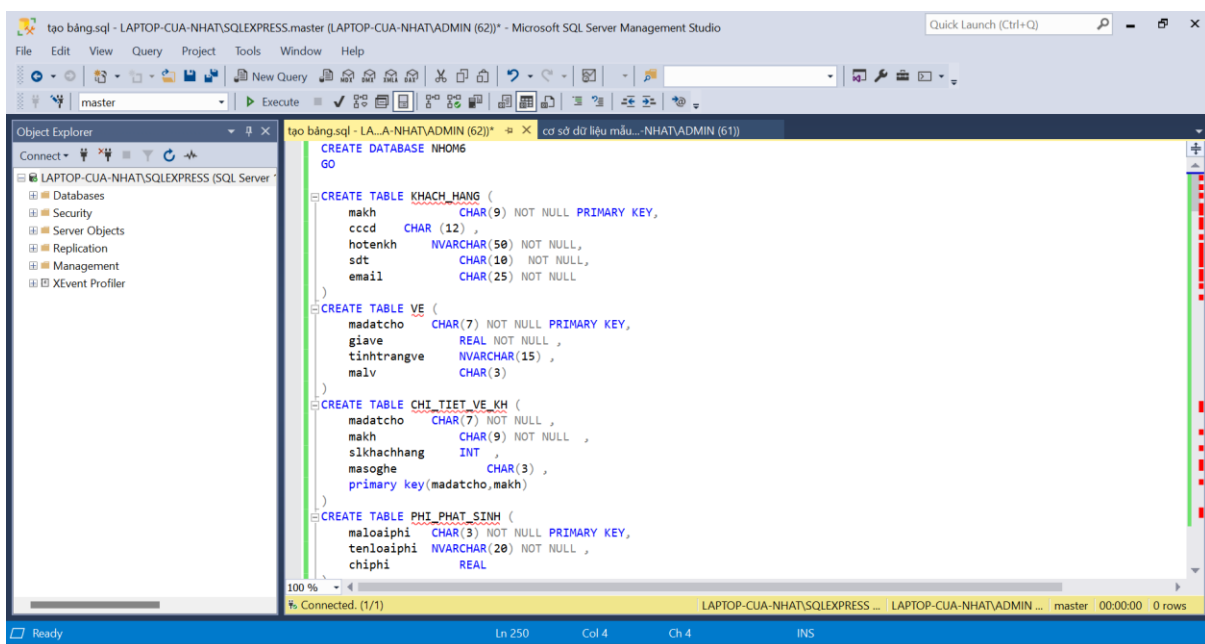 tạo bảng.sql - LAPTOP-CUA-NHAT\SQLEXPRESS.master (LAPTOP-CUA-NHAT\ADMIN (62))* - Microsoft SQL Server Management Studio
Quick Launch (Ctrl+Q)
File Edit View Query Project Tools Window Help
New Query
master
Execute
Object Explorer
tạo bảng.sql - LA...A-NHAT\ADMIN (62))*
cơ sở dữ liệu mẫu...-NHAT\ADMIN (61))
Connect
LAPTOP-CUA-NHAT\SQLEXPRESS (SQL Server
Databases
Security
Server Objects
Replication
Management
XEvent Profiler
CREATE DATABASE NHOM6
GO
CREATE TABLE KHACH_HANG (
makh CHAR(9) NOT NULL PRIMARY KEY,
cccd CHAR (12) ,
hotenkh NVARCHAR(50) NOT NULL,
sdt CHAR(10) NOT NULL,
email CHAR(25) NOT NULL
)
CREATE TABLE VE (
madatcho CHAR(7) NOT NULL PRIMARY KEY,
giave REAL NOT NULL ,
tinhtrangve NVARCHAR(15) ,
malv CHAR(3)
)
CREATE TABLE CHI_TIET_VE_KH (
madatcho CHAR(7) NOT NULL ,
makh CHAR(9) NOT NULL ,
slkhachhang INT ,
masoghe CHAR(3) ,
primary key(madatcho,makh)
)
CREATE TABLE PHI_PHAT_SINH (
maloaiphi CHAR(3) NOT NULL PRIMARY KEY,
tenloaiphi NVARCHAR(20) NOT NULL ,
chiphi REAL
100 %
Connected. (1/1)
LAPTOP-CUA-NHAT\SQLEXPRESS ...
LAPTOP-CUA-NHAT\ADMIN ...
master
00:00:00
0 rows
Ready
Ln 250
Col 4
Ch 4
INS